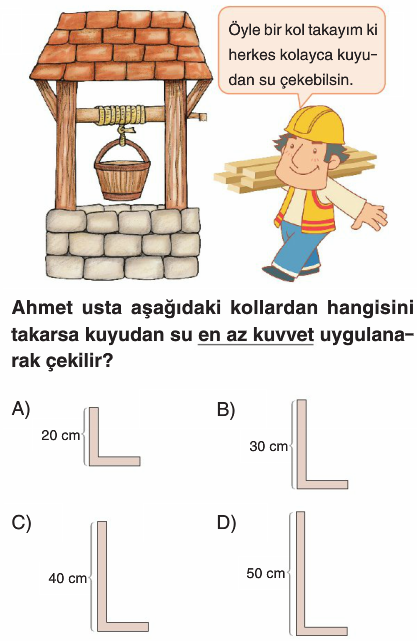 Öyle bir kol takayım ki
herkes kolayca kuyu-
dan su çekebilsin.
Ahmet usta aşağıdaki kollardan hangisini
takarsa kuyudan su en az kuvvet uygulana-
rak çekilir?
A)
20 cm
B)
30 cm
C)
40 cm
D)
50 cm